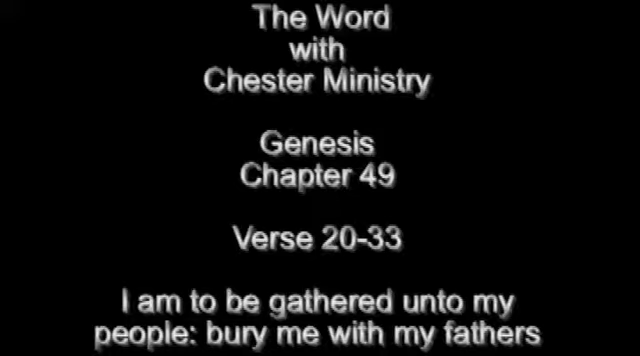 The Word
with
Chester Ministry
Genesis
Chapter 49
Verse 20-33
I am to be gathered unto my
people: bury me with my fathers